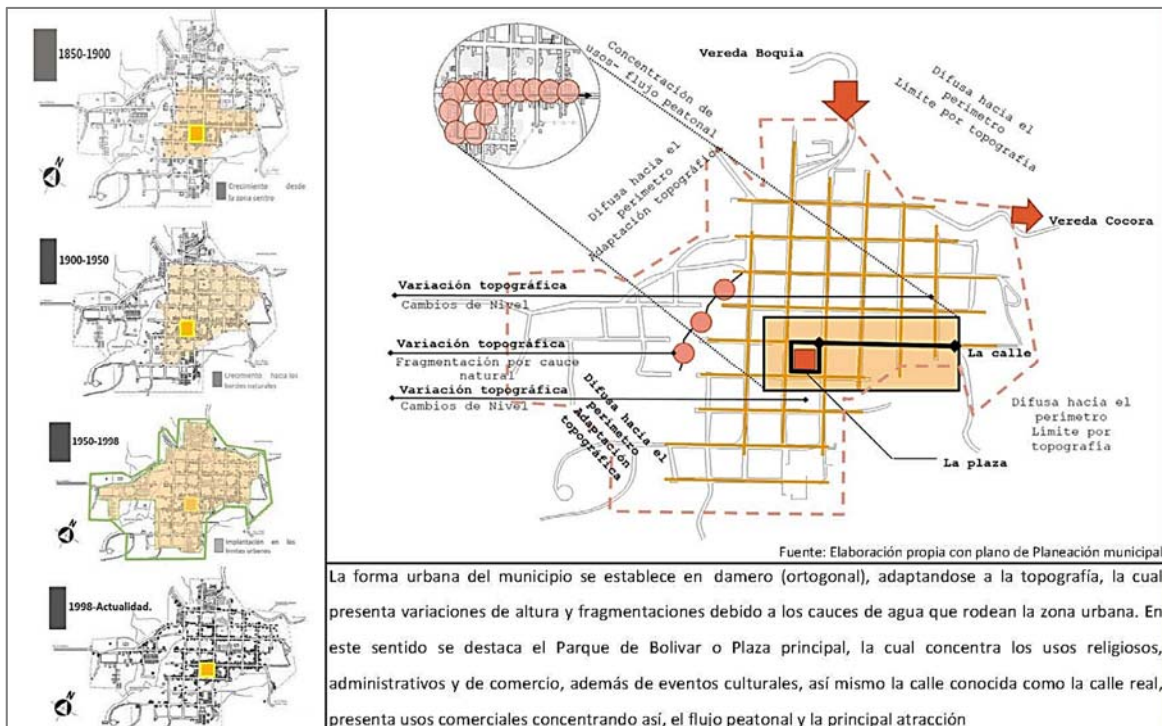 1850-1900
N
Crecimiento desde
la zona sentro
1900-1950
N
Crecimiento hacia los
bordes naturales
1950-1998
N
Implantación en los
limites urbanos
1998-Actualidad.
N
Concentración de
usos- flujo peatonal
Vereda Boquia
Difusa hacia el
perimetro
Limite por topografia
Difusa hacia el
perimetro
Adaptación topográfica
Vereda Cocora
Variación topográfica
Cambios de Nivel
Variación topográfica
Fragmentación por cauce
natural
Variación topográfica
Cambios de Nivel
La calle
Difusa hacia el
perimetro
Adaptación
topográfica
Difusa hacia el
perimetro
Limite por
topografia
La plaza
Fuente: Elaboración propia con plano de Planeación municipal
La forma urbana del municipio se establece en damero (ortogonal), adaptandose a la topografía, la cual
presenta variaciones de altura y fragmentaciones debido a los cauces de agua que rodean la zona urbana. En
este sentido se destaca el Parque de Bolivar o Plaza principal, la cual concentra los usos religiosos,
administrativos y de comercio, además de eventos culturales, así mismo la calle conocida como la calle real,
presenta usos comerciales concentrando así, el flujo peatonal y la principal atracción